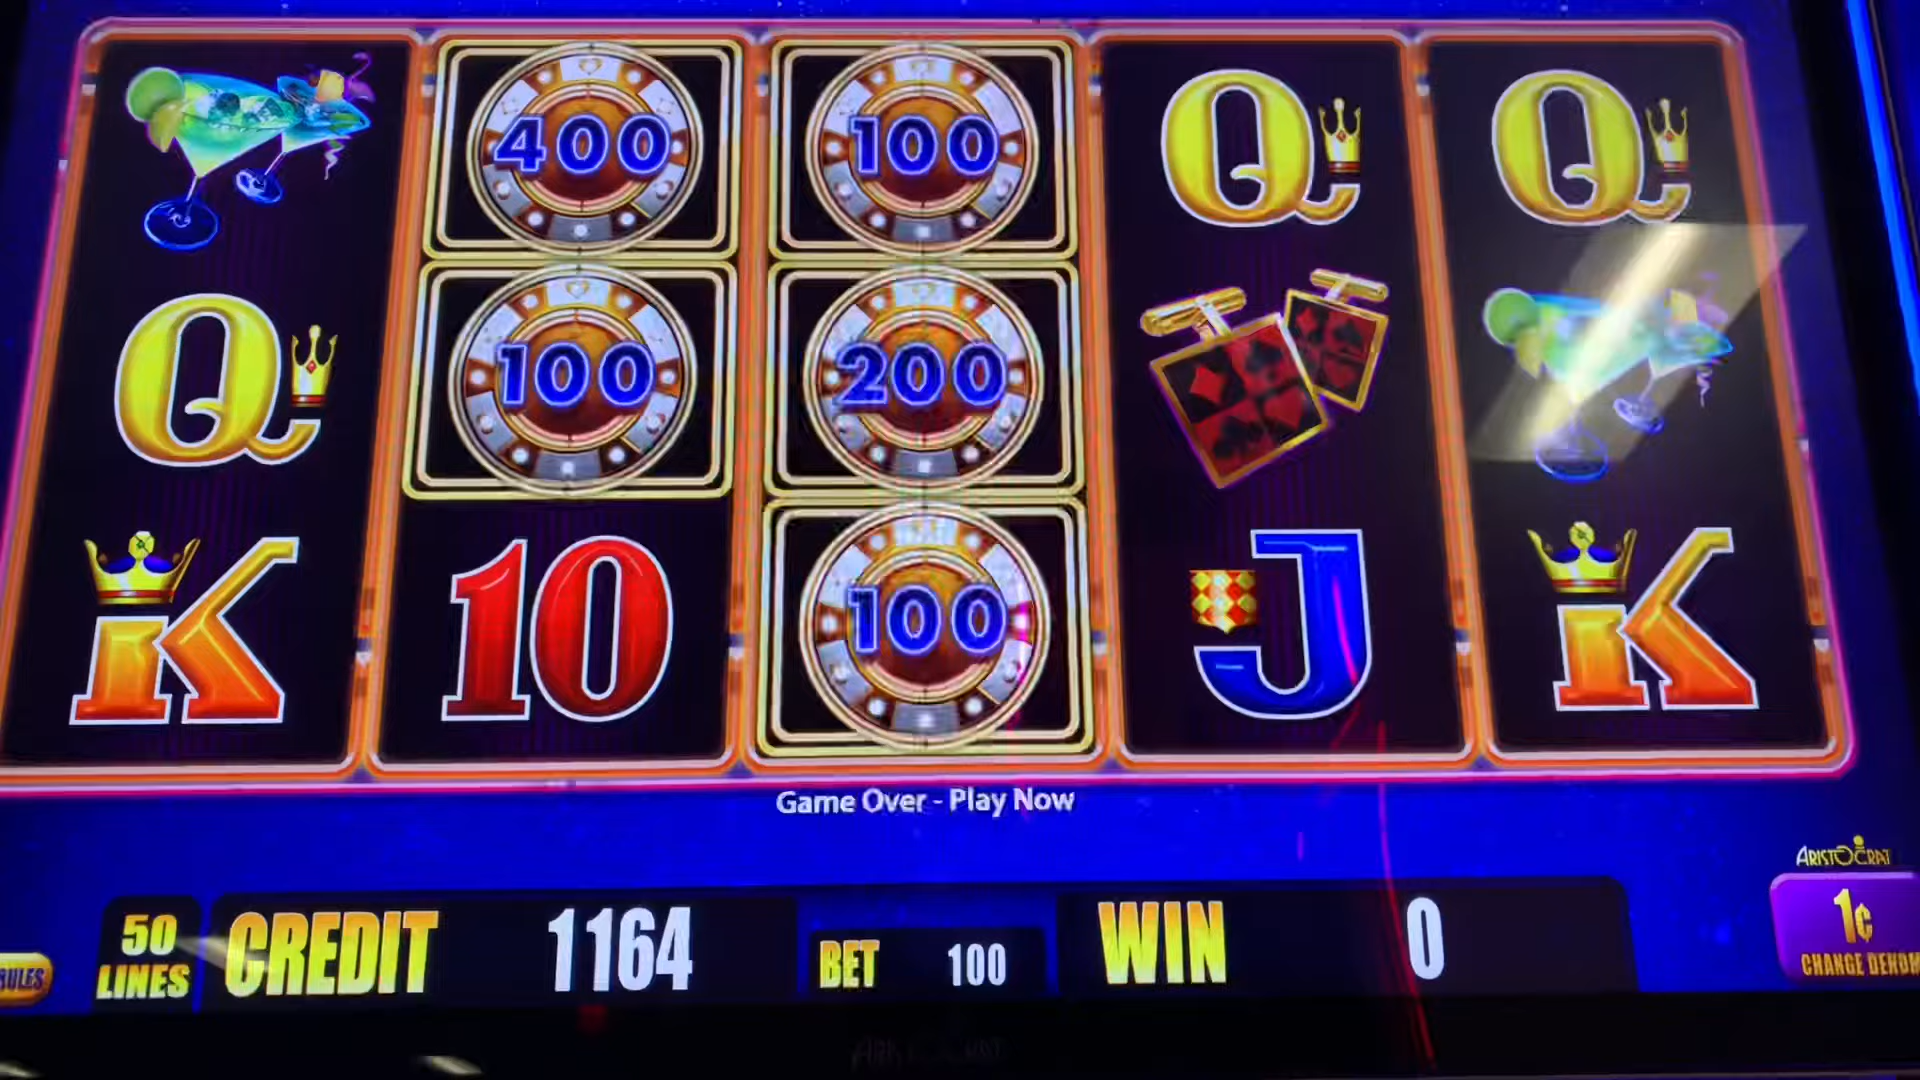 400 100 Q Q
Q 100 200
K 10 100 J K
Game Over - Play Now
ARISTOCRAT
50
LINES
CREDIT 1164
BET 100
WIN 0
1¢
CHANGE DENOM
RULES